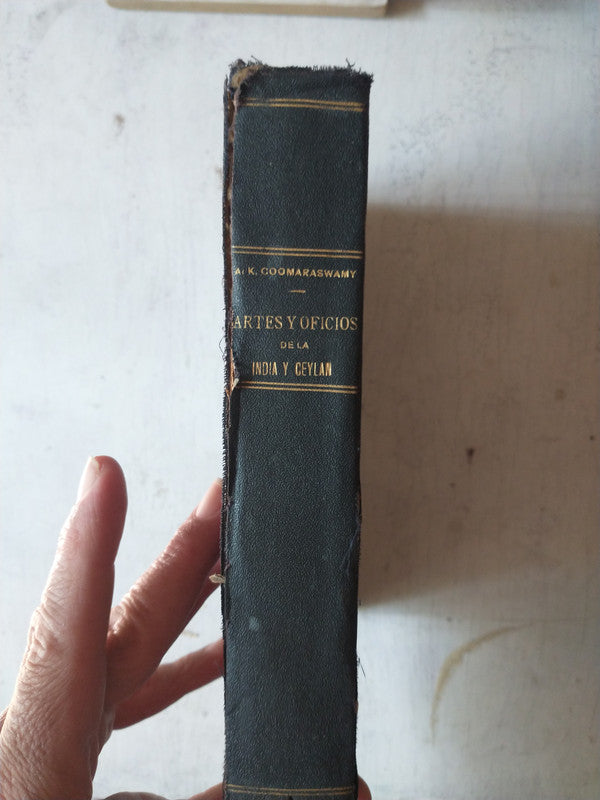 A. K. COOMARASWAMY
ARTES Y OFICIOS
DE LA
INDIA Y CEYLAN